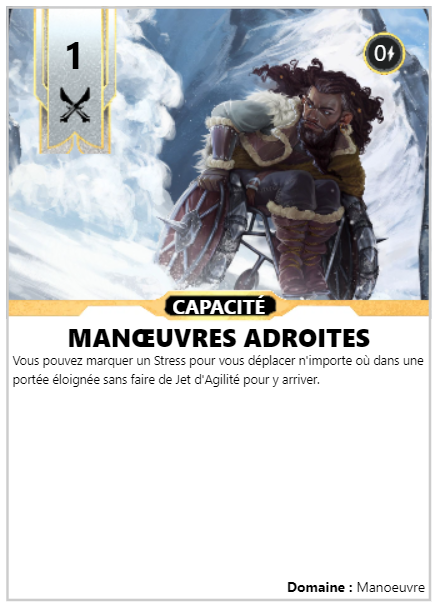 1
0
CAPACITÉ
MANŒUVRES ADROITES
Vous pouvez marquer un Stress pour vous déplacer n'importe où dans une
portée éloignée sans faire de Jet d'Agilité pour y arriver.
Domaine : Manoeuvre